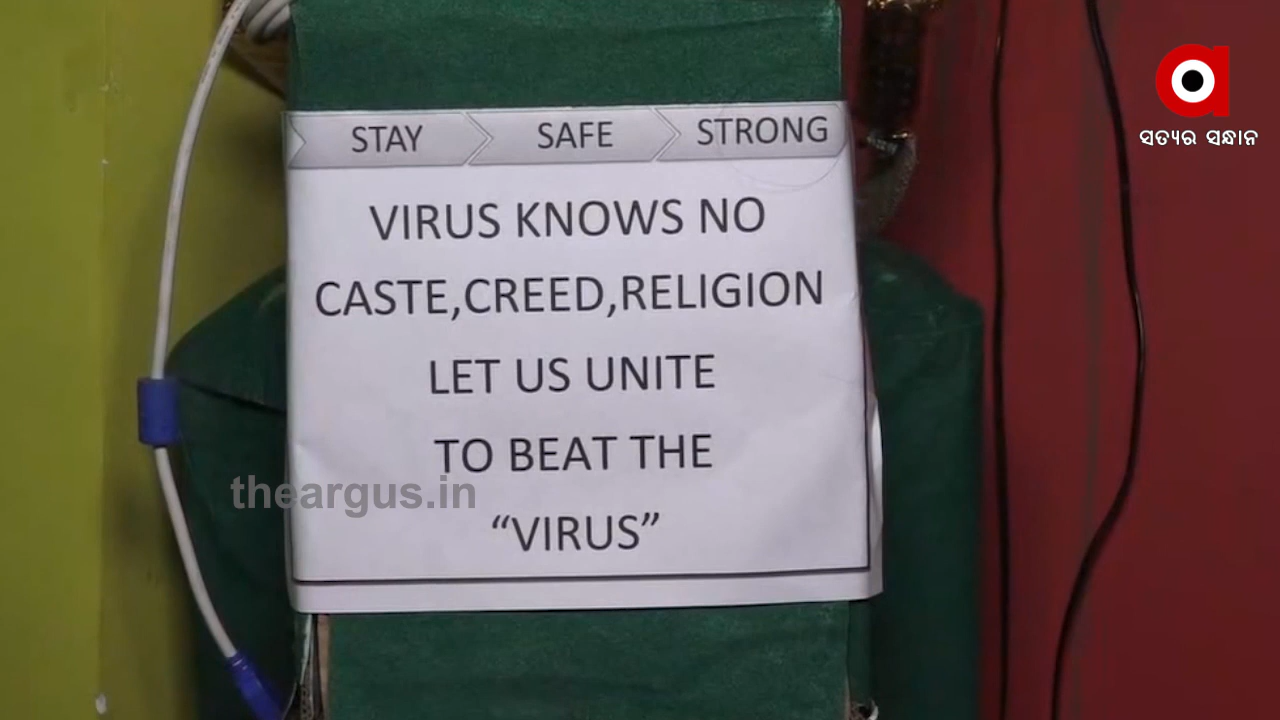 STAY SAFE STRONG
VIRUS KNOWS NO
CASTE,CREED,RELIGION
LET US UNITE
TO BEAT THE
“VIRUS”
theargus.in
ସତ୍ୟର ସନ୍ଧାନ